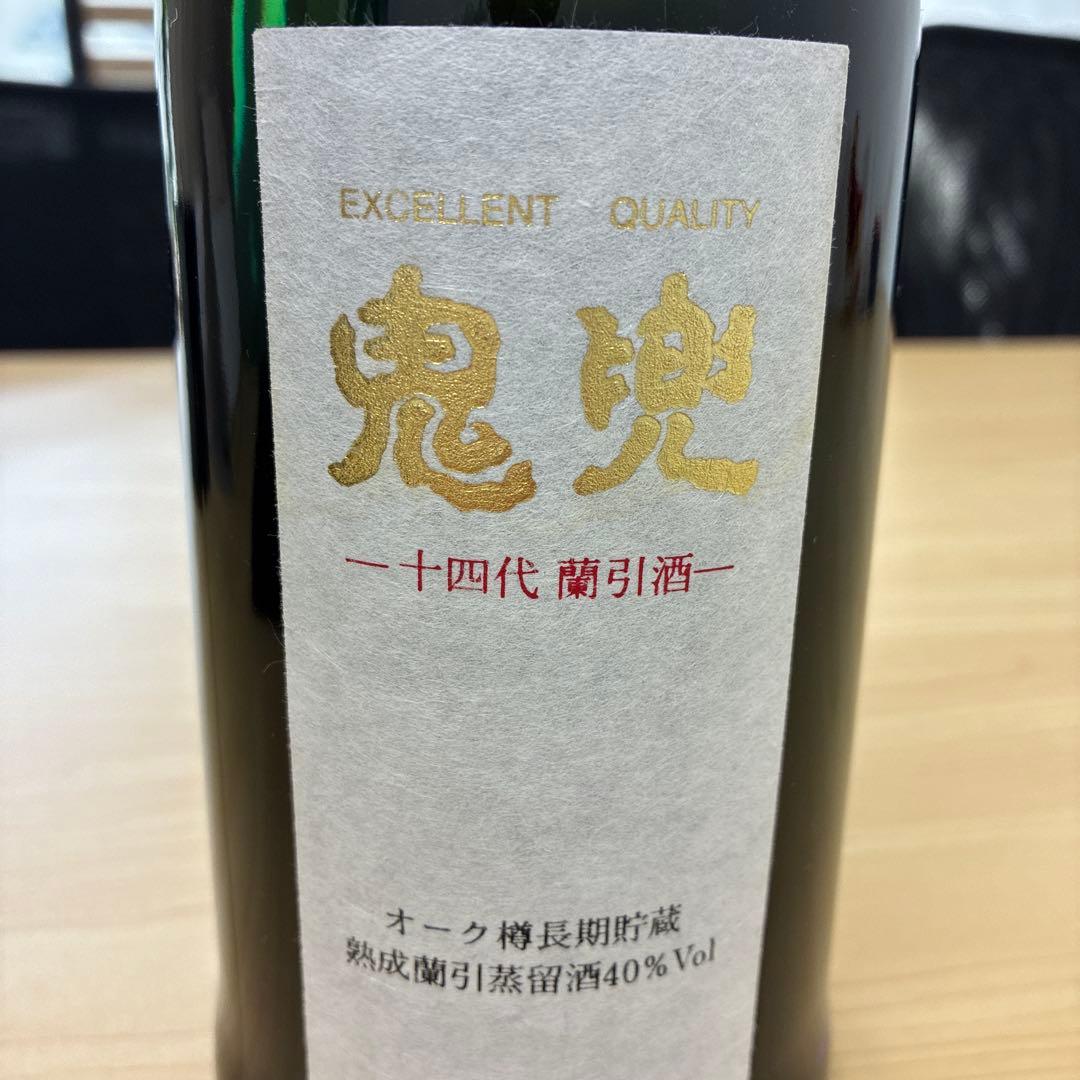 EXCELLENT QUALITY
鬼兜
—十四代 蘭引酒—
オーク樽長期貯蔵
熟成蘭引蒸留酒40%Vol